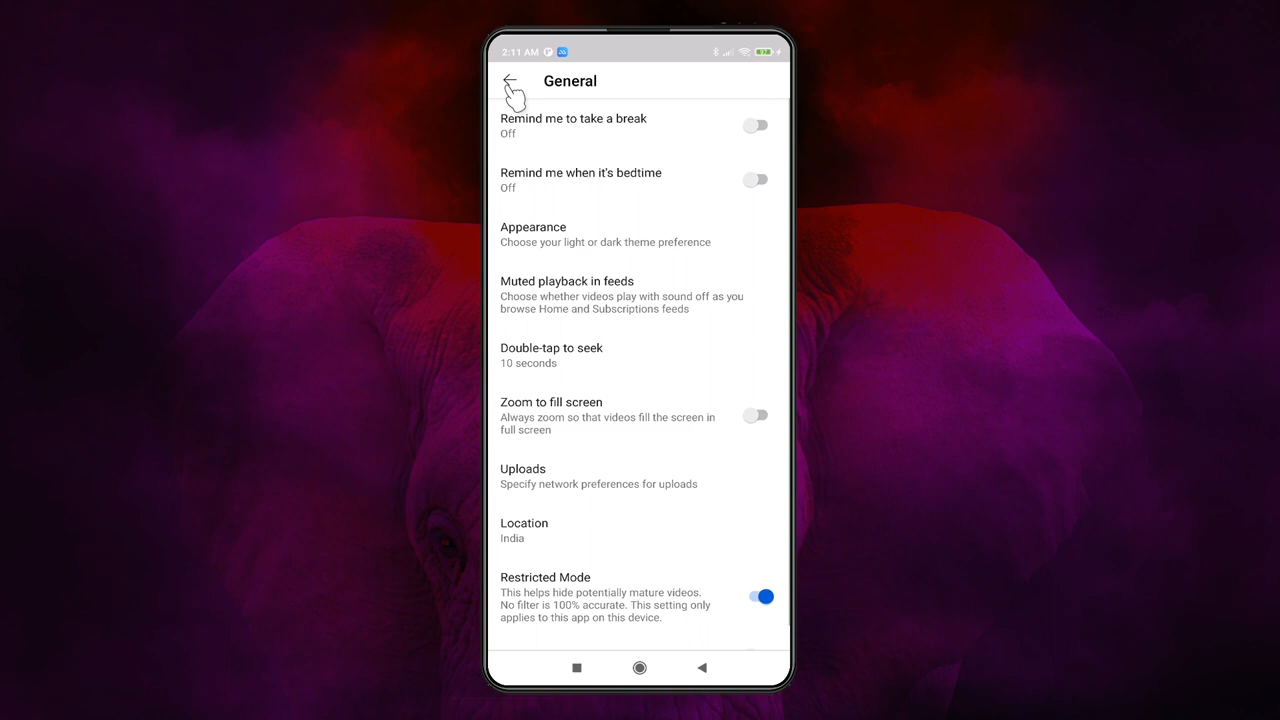 2:11 AM
97
General
Remind me to take a break
Off
Remind me when it's bedtime
Off
Appearance
Choose your light or dark theme preference
Muted playback in feeds
Choose whether videos play with sound off as you
browse Home and Subscriptions feeds
Double-tap to seek
10 seconds
Zoom to fill screen
Always zoom so that videos fill the screen in
full screen
Uploads
Specify network preferences for uploads
Location
India
Restricted Mode
This helps hide potentially mature videos.
No filter is 100% accurate. This setting only
applies to this app on this device.